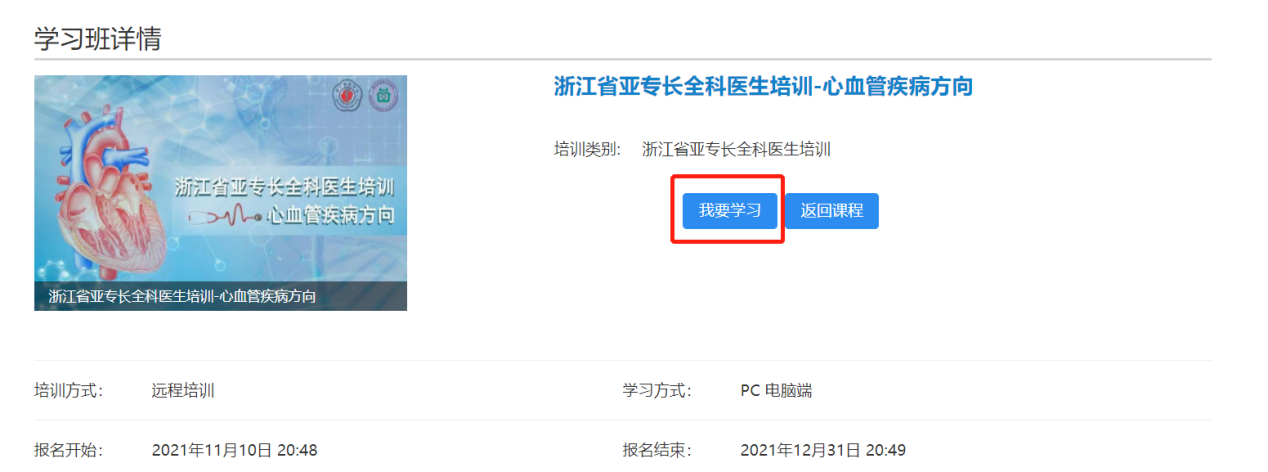 学习班详情
浙江省亚专长全科医生培训
心血管疾病方向
浙江省亚专长全科医生培训-心血管疾病方向
浙江省亚专长全科医生培训-心血管疾病方向
培训类别: 浙江省亚专长全科医生培训
我要学习 返回课程
培训方式: 远程培训 学习方式: PC 电脑端
报名开始: 2021年11月10日 20:48 报名结束: 2021年12月31日 20:49